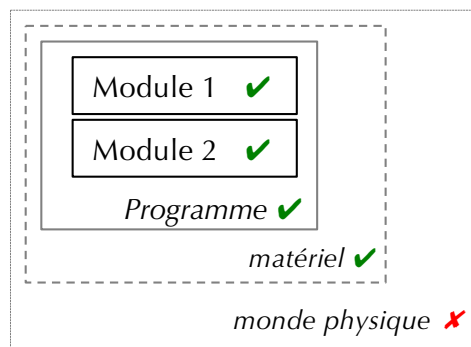 Module 1 ✔
Module 2 ✔
Programme ✔
matériel ✔
monde physique ✘